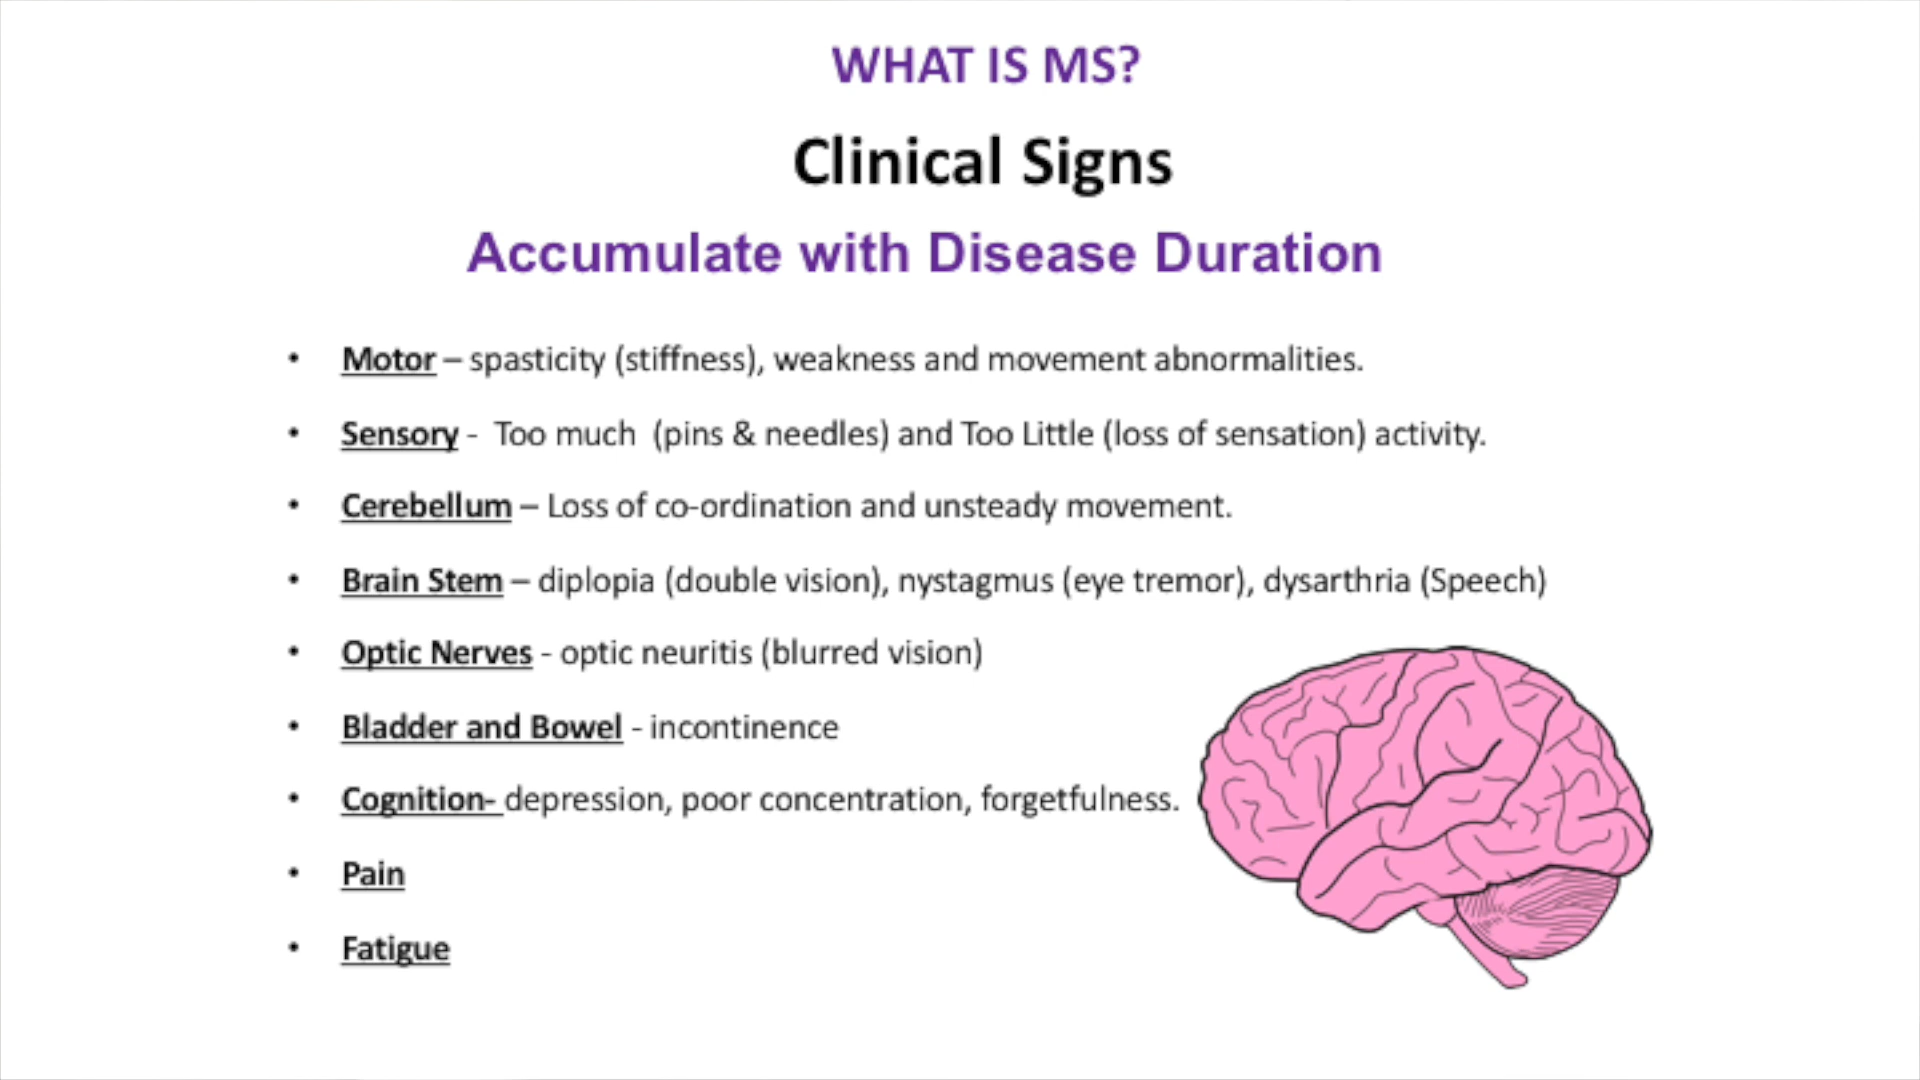 WHAT IS MS?
Clinical Signs
Accumulate with Disease Duration
• Motor – spasticity (stiffness), weakness and movement abnormalities.
• Sensory - Too much (pins & needles) and Too Little (loss of sensation) activity.
• Cerebellum – Loss of co-ordination and unsteady movement.
• Brain Stem – diplopia (double vision), nystagmus (eye tremor), dysarthria (Speech)
• Optic Nerves - optic neuritis (blurred vision)
• Bladder and Bowel - incontinence
• Cognition- depression, poor concentration, forgetfulness.
• Pain
• Fatigue